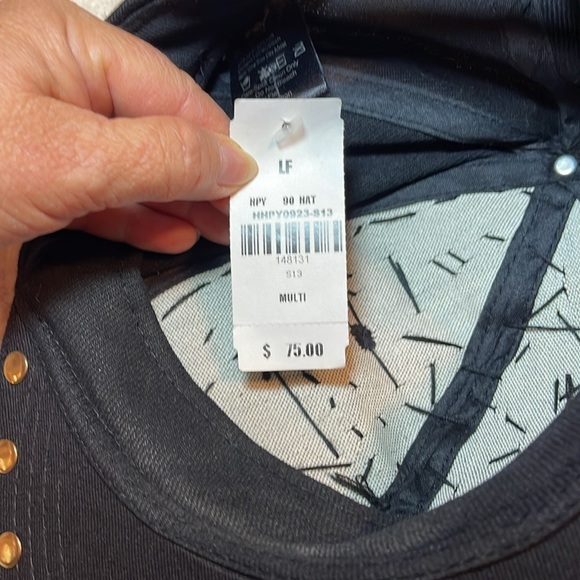 LF
HPY 90 HAT
HHPY0923-S13
148131
S13
MULTI
$ 75.00